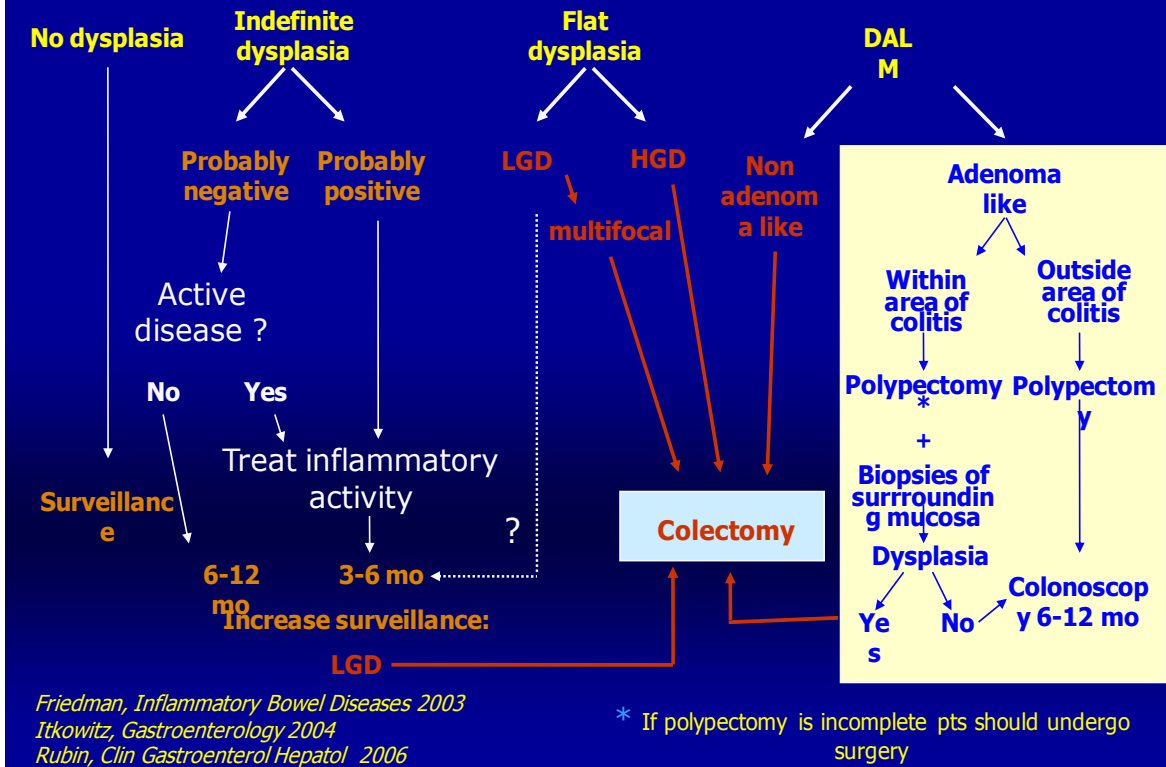 No dysplasia
Indefinite
dysplasia
Flat
dysplasia
DAL
M
Probably
negative
Probably
positive
LGD
HGD
multifocal
Non
adenom
a like
Adenoma
like
Within
area of
colitis
Outside
area of
colitis
Active
disease ?
No
Yes
Polypectomy
*
+
Polypectom
y
Treat inflammatory
activity
Biopsies of
surrroundin
g mucosa
Surveillanc
e
?
Colectomy
Dysplasia
6-12
mo
3-6 mo
Increase surveillance:
Ye
s
No
Colonoscop
y 6-12 mo
LGD
Friedman, Inflammatory Bowel Diseases 2003
Itkowitz, Gastroenterology 2004
Rubin, Clin Gastroenterol Hepatol 2006
* If polypectomy is incomplete pts should undergo
surgery